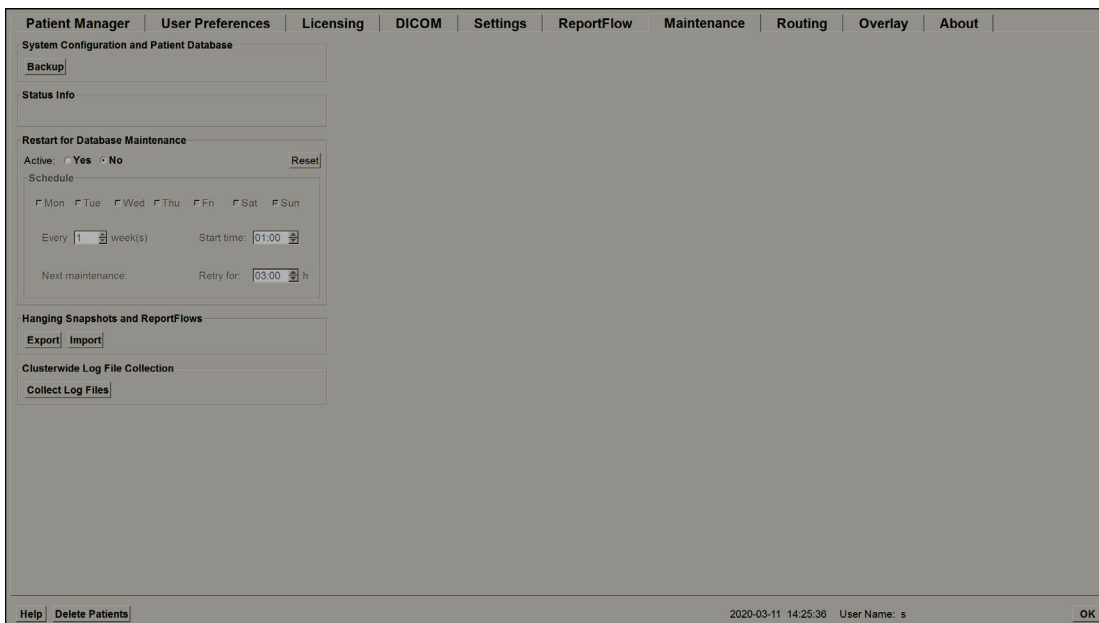 Patient Manager User Preferences Licensing DICOM Settings ReportFlow Maintenance Routing Overlay About
System Configuration and Patient Database
Backup
Status Info
Restart for Database Maintenance
Active: Yes No Reset
Schedule
Mon Tue Wed Thu Fri Sat Sun
Every 1 week(s) Start time: 01:00
Next maintenance: Retry for: 03:00 h
Hanging Snapshots and ReportFlows
Export Import
Clusterwide Log File Collection
Collect Log Files
Help Delete Patients 2020-03-11 14:25:36 User Name: s OK